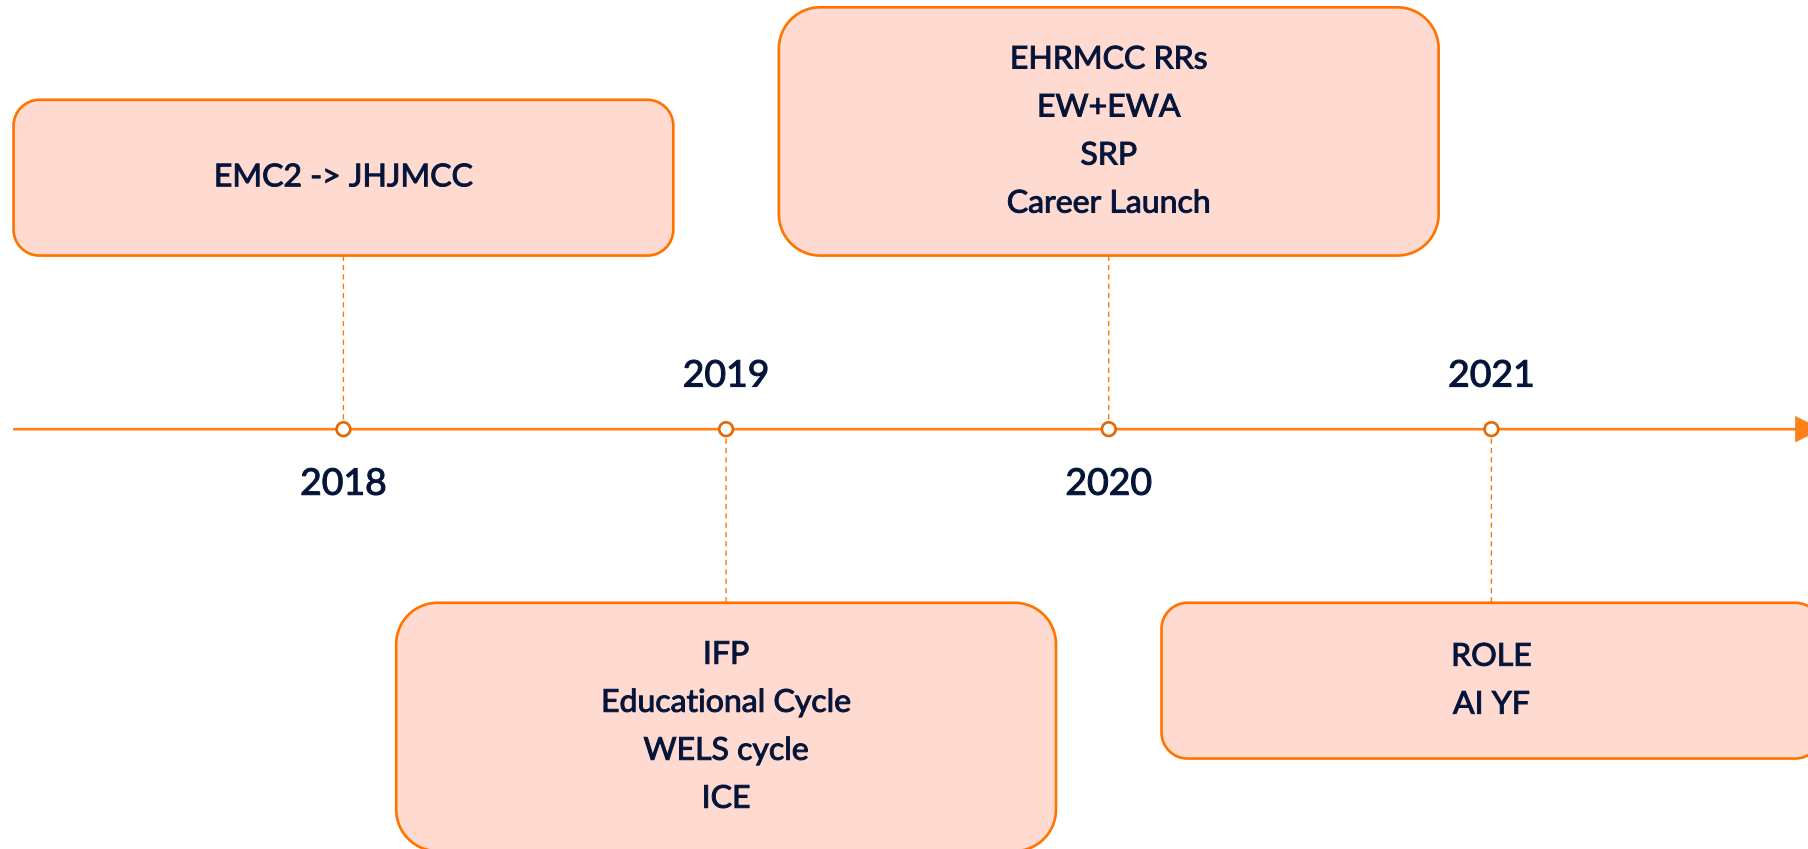 EMC2 -> JHJMCC
2018
2019
IFP
Educational Cycle
WELS cycle
ICE
EHRMCC RRs
EW+EWA
SRP
Career Launch
2020
2021
ROLE
AI YF